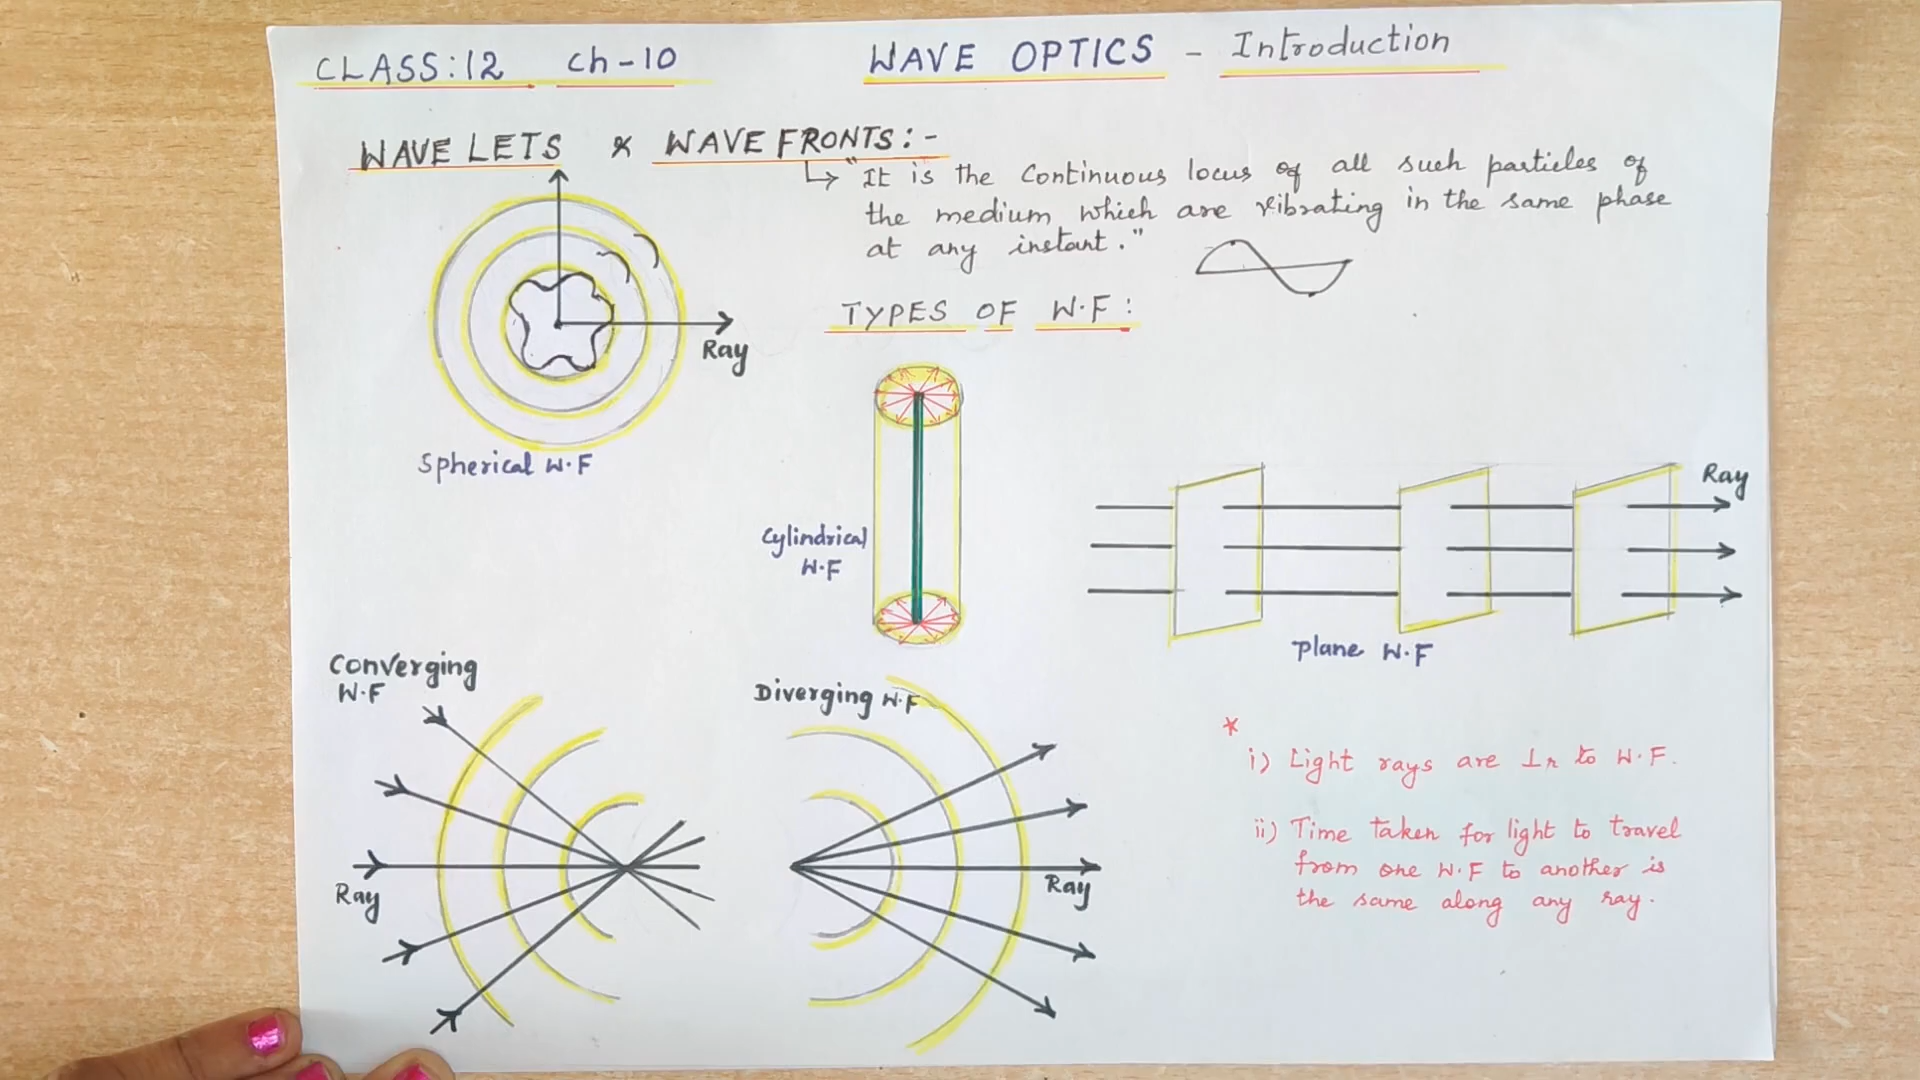 CLASS:12 Ch-10 WAVE OPTICS - Introduction
WAVE LETS & WAVE FRONTS:-
"It is the continuous locus of all such particles of
the medium which are vibrating in the same phase
at any instant."
Ray
Spherical W.F
TYPES OF W.F:
Cylindrical
W.F
Ray
Plane W.F
Converging
W.F
Ray
Diverging W.F
Ray
*
i) Light rays are ⊥r to W.F.
ii) Time taken for light to travel
from one W.F to another is
the same along any ray.